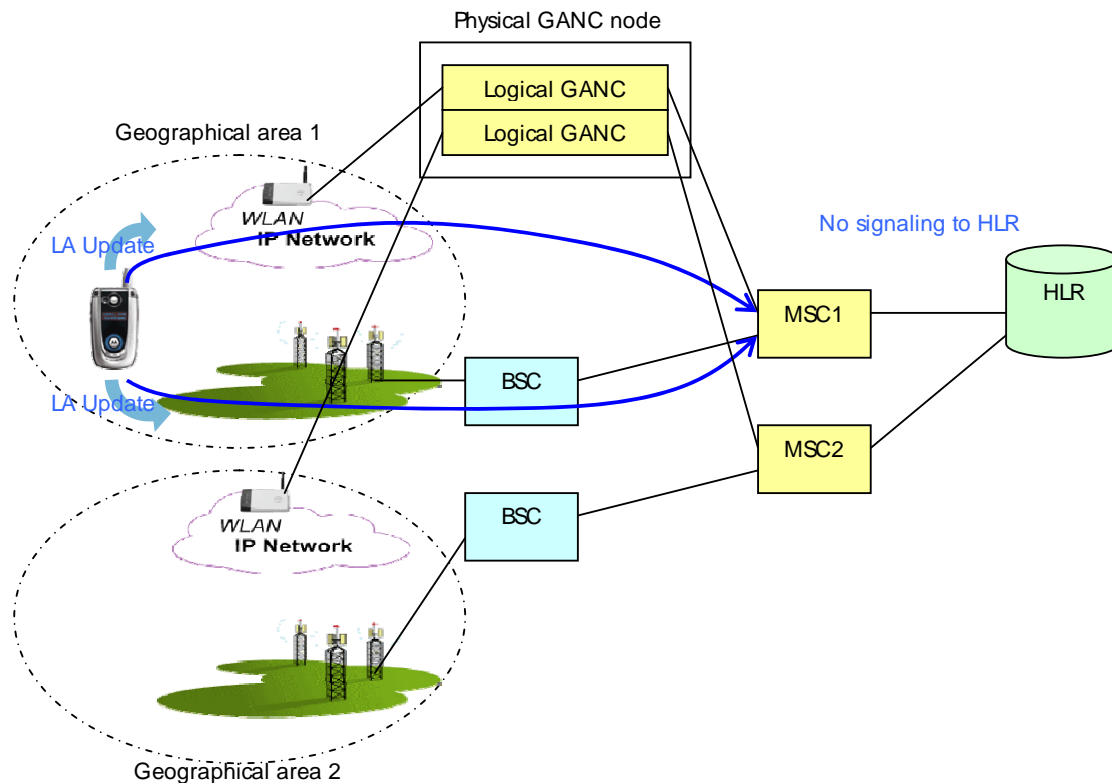 Physical GANC node
Logical GANC
Logical GANC
Geographical area 1
WLAN
IP Network
LA Update
No signaling to HLR
HLR
MSC1
BSC
LA Update
MSC2
WLAN
IP Network
BSC
Geographical area 2